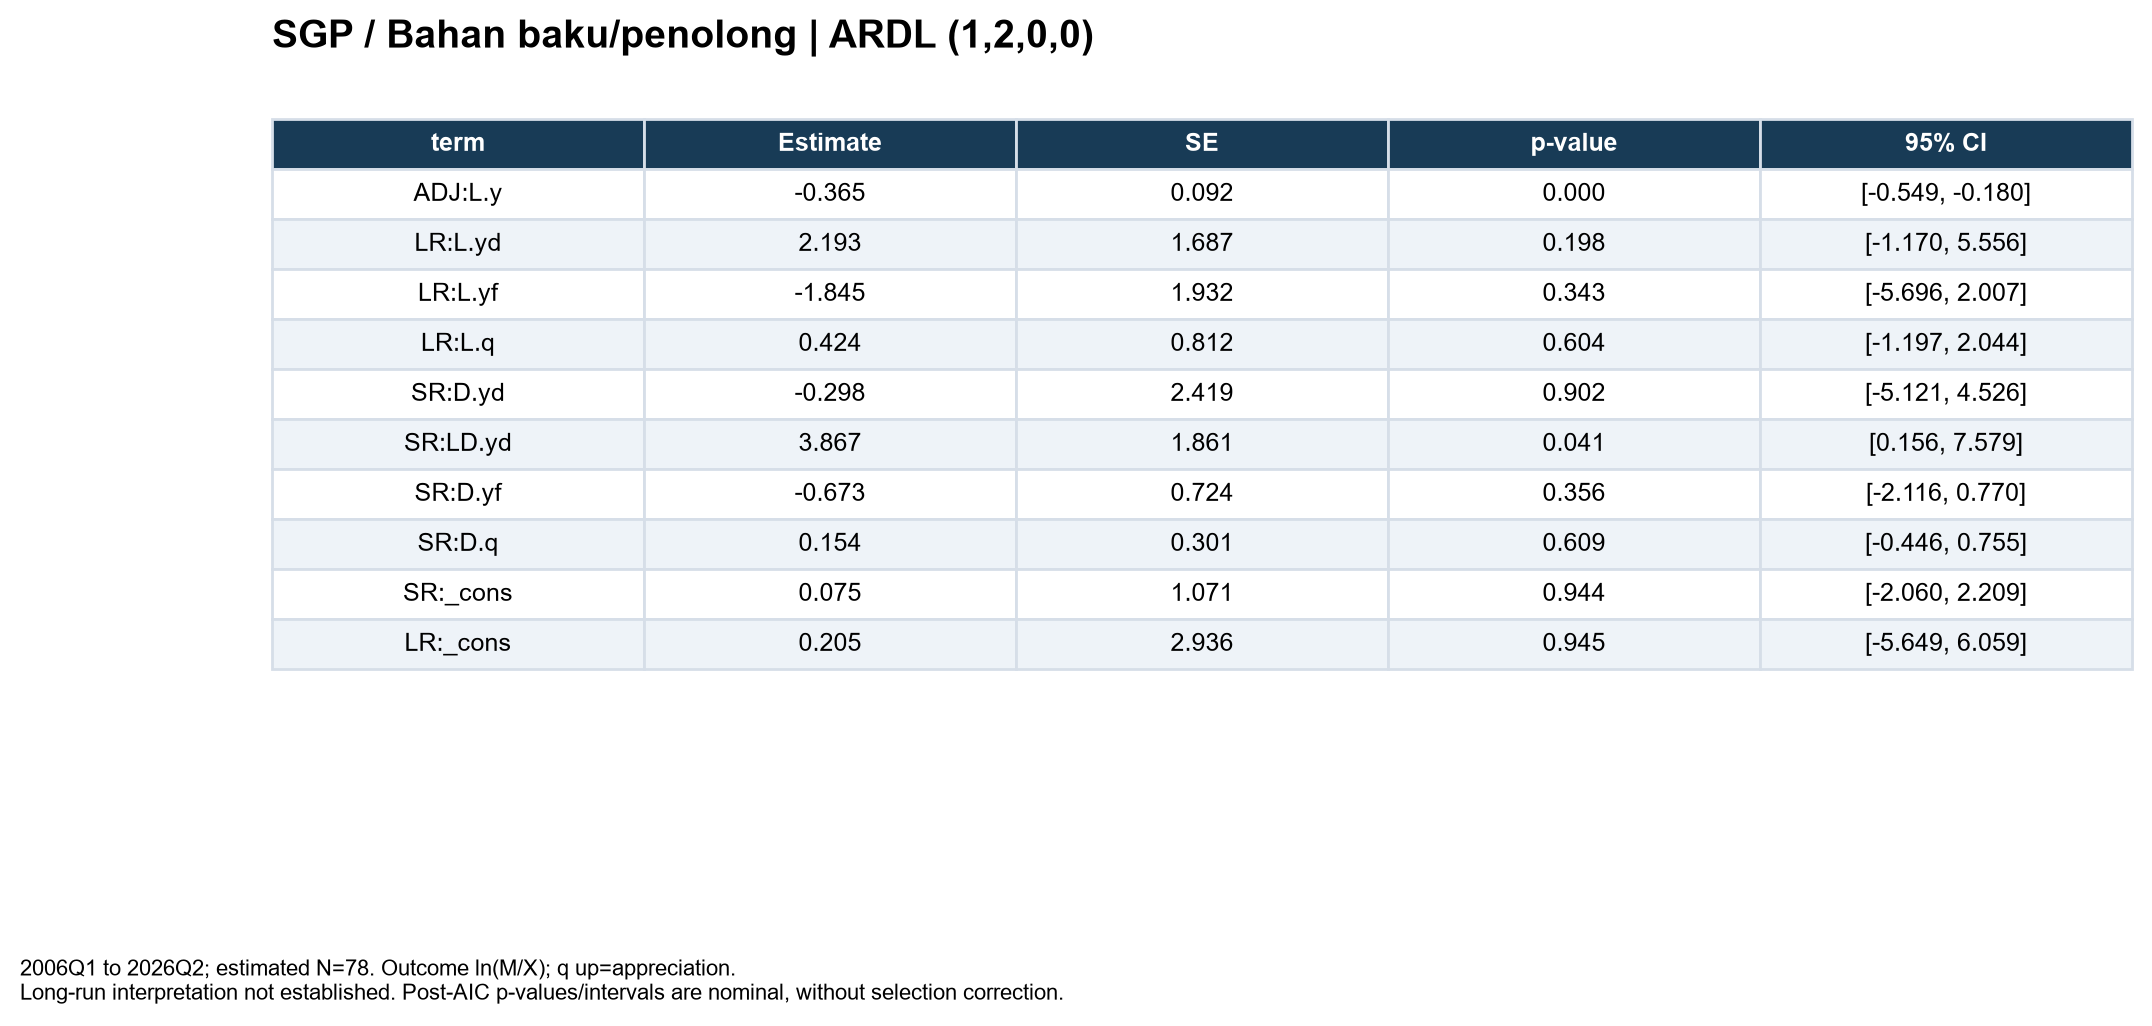 SGP / Bahan baku/penolong | ARDL (1,2,0,0)
term Estimate SE p-value 95% CI
ADJ:L.y -0.365 0.092 0.000 [-0.549, -0.180]
LR:L.yd 2.193 1.687 0.198 [-1.170, 5.556]
LR:L.yf -1.845 1.932 0.343 [-5.696, 2.007]
LR:L.q 0.424 0.812 0.604 [-1.197, 2.044]
SR:D.yd -0.298 2.419 0.902 [-5.121, 4.526]
SR:LD.yd 3.867 1.861 0.041 [0.156, 7.579]
SR:D.yf -0.673 0.724 0.356 [-2.116, 0.770]
SR:D.q 0.154 0.301 0.609 [-0.446, 0.755]
SR:_cons 0.075 1.071 0.944 [-2.060, 2.209]
LR:_cons 0.205 2.936 0.945 [-5.649, 6.059]
2006Q1 to 2026Q2; estimated N=78. Outcome ln(M/X); q up=appreciation.
Long-run interpretation not established. Post-AIC p-values/intervals are nominal, without selection correction.